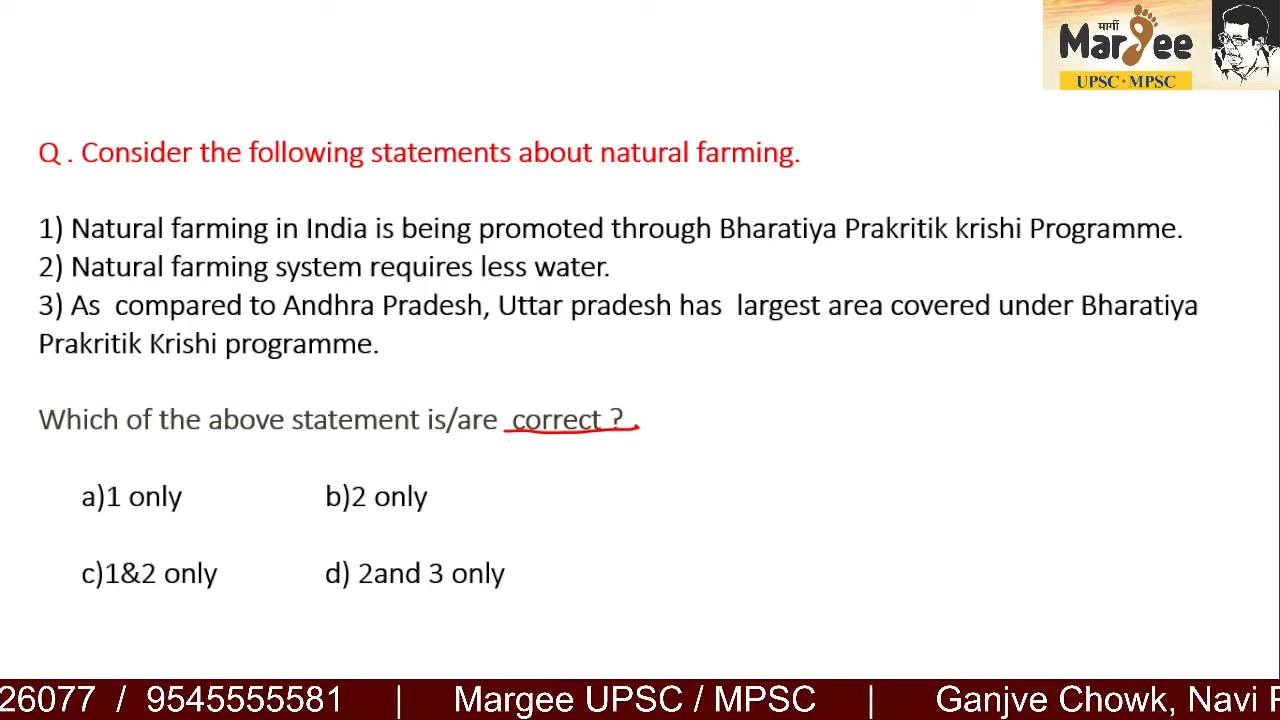 मार्गी
Margee
UPSC • MPSC
Q . Consider the following statements about natural farming.
1) Natural farming in India is being promoted through Bharatiya Prakritik krishi Programme.
2) Natural farming system requires less water.
3) As compared to Andhra Pradesh, Uttar pradesh has largest area covered under Bharatiya
Prakritik Krishi programme.
Which of the above statement is/are correct ?
a)1 only b)2 only
c)1&2 only d) 2and 3 only
26077 / 9545555581 | Margee UPSC / MPSC | Ganjve Chowk, Navi